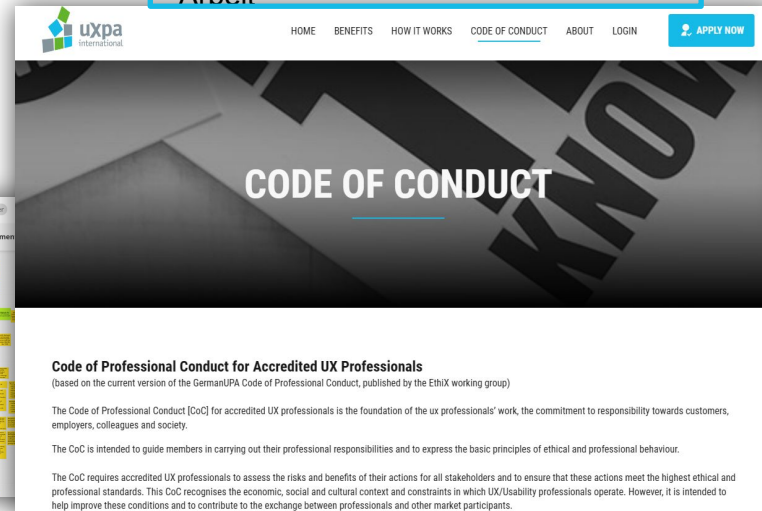 Arbeit
uxpa
international
HOME BENEFITS HOW IT WORKS CODE OF CONDUCT ABOUT LOGIN APPLY NOW
KNOW
CODE OF CONDUCT
Code of Professional Conduct for Accredited UX Professionals
(based on the current version of the GermanUPA Code of Professional Conduct, published by the EthiX working group)
The Code of Professional Conduct [CoC] for accredited UX professionals is the foundation of the ux professionals' work, the commitment to responsibility towards customers,
employers, colleagues and society.
The CoC is intended to guide members in carrying out their professional responsibilities and to express the basic principles of ethical and professional behaviour.
The CoC requires accredited UX professionals to assess the risks and benefits of their actions for all stakeholders and to ensure that these actions meet the highest ethical and
professional standards. This CoC recognises the economic, social and cultural context and constraints in which UX/Usability professionals operate. However, it is intended to
help improve these conditions and to contribute to the exchange between professionals and other market participants.